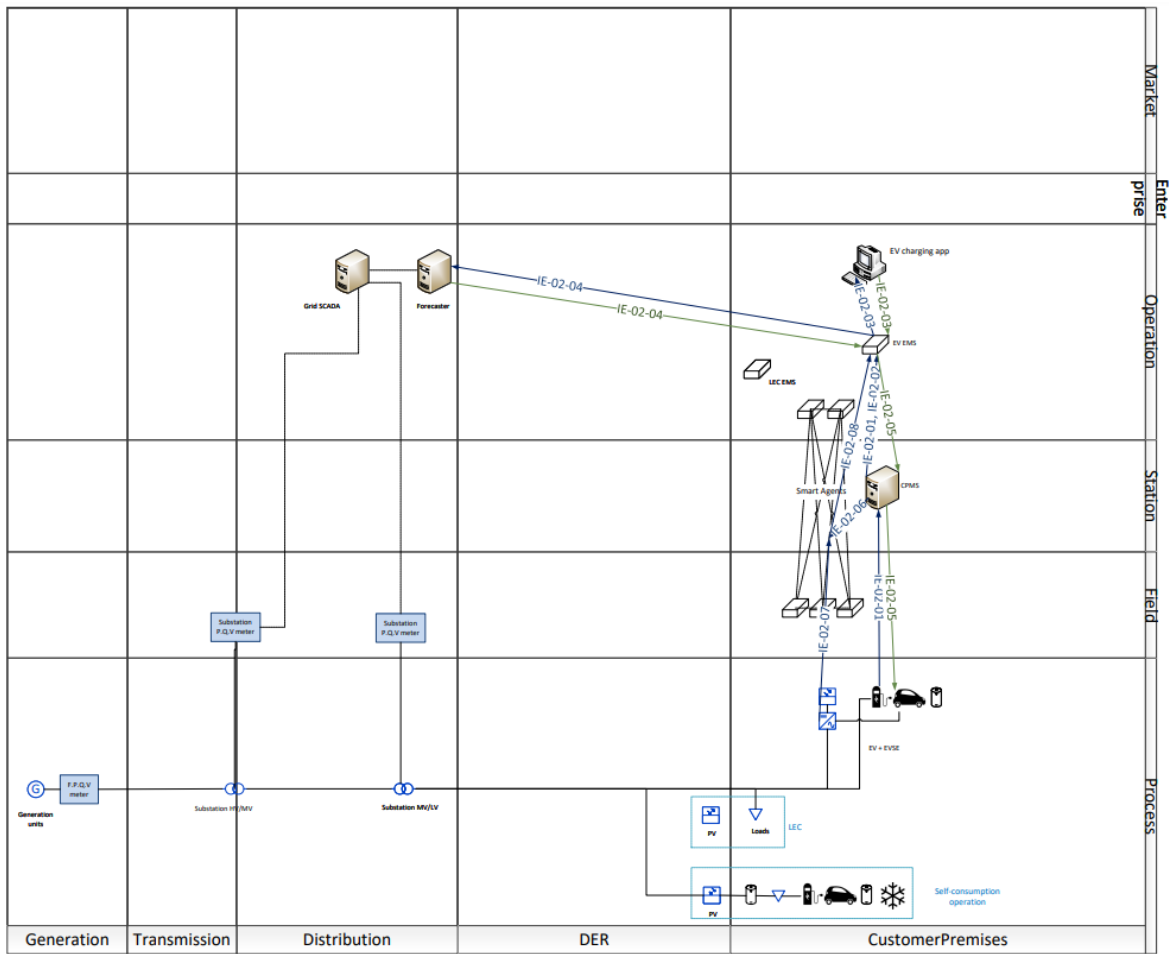 Market
Enter
prise
EV charging app
IE-02-04
IE-02-03
IE-02-03
Grid SCADA
Forecaster
IE-02-04
Operation
EV EMS
LEC EMS
IE-02-08
IE-02-01, IE-02-02
IE-02-05
Smart Agents
CPMS
Station
IE-02-06
Substation
P.Q.V meter
Substation
P.Q.V meter
IE-02-07
IE-02-01
IE-02-05
Field
EV + EVSE
G
F.P.Q.V
meter
Generation
units
Substation HV/MV
Substation MV/LV
Process
PV
Loads
LEC
PV
Self-consumption
operation
Generation
Transmission
Distribution
DER
CustomerPremises